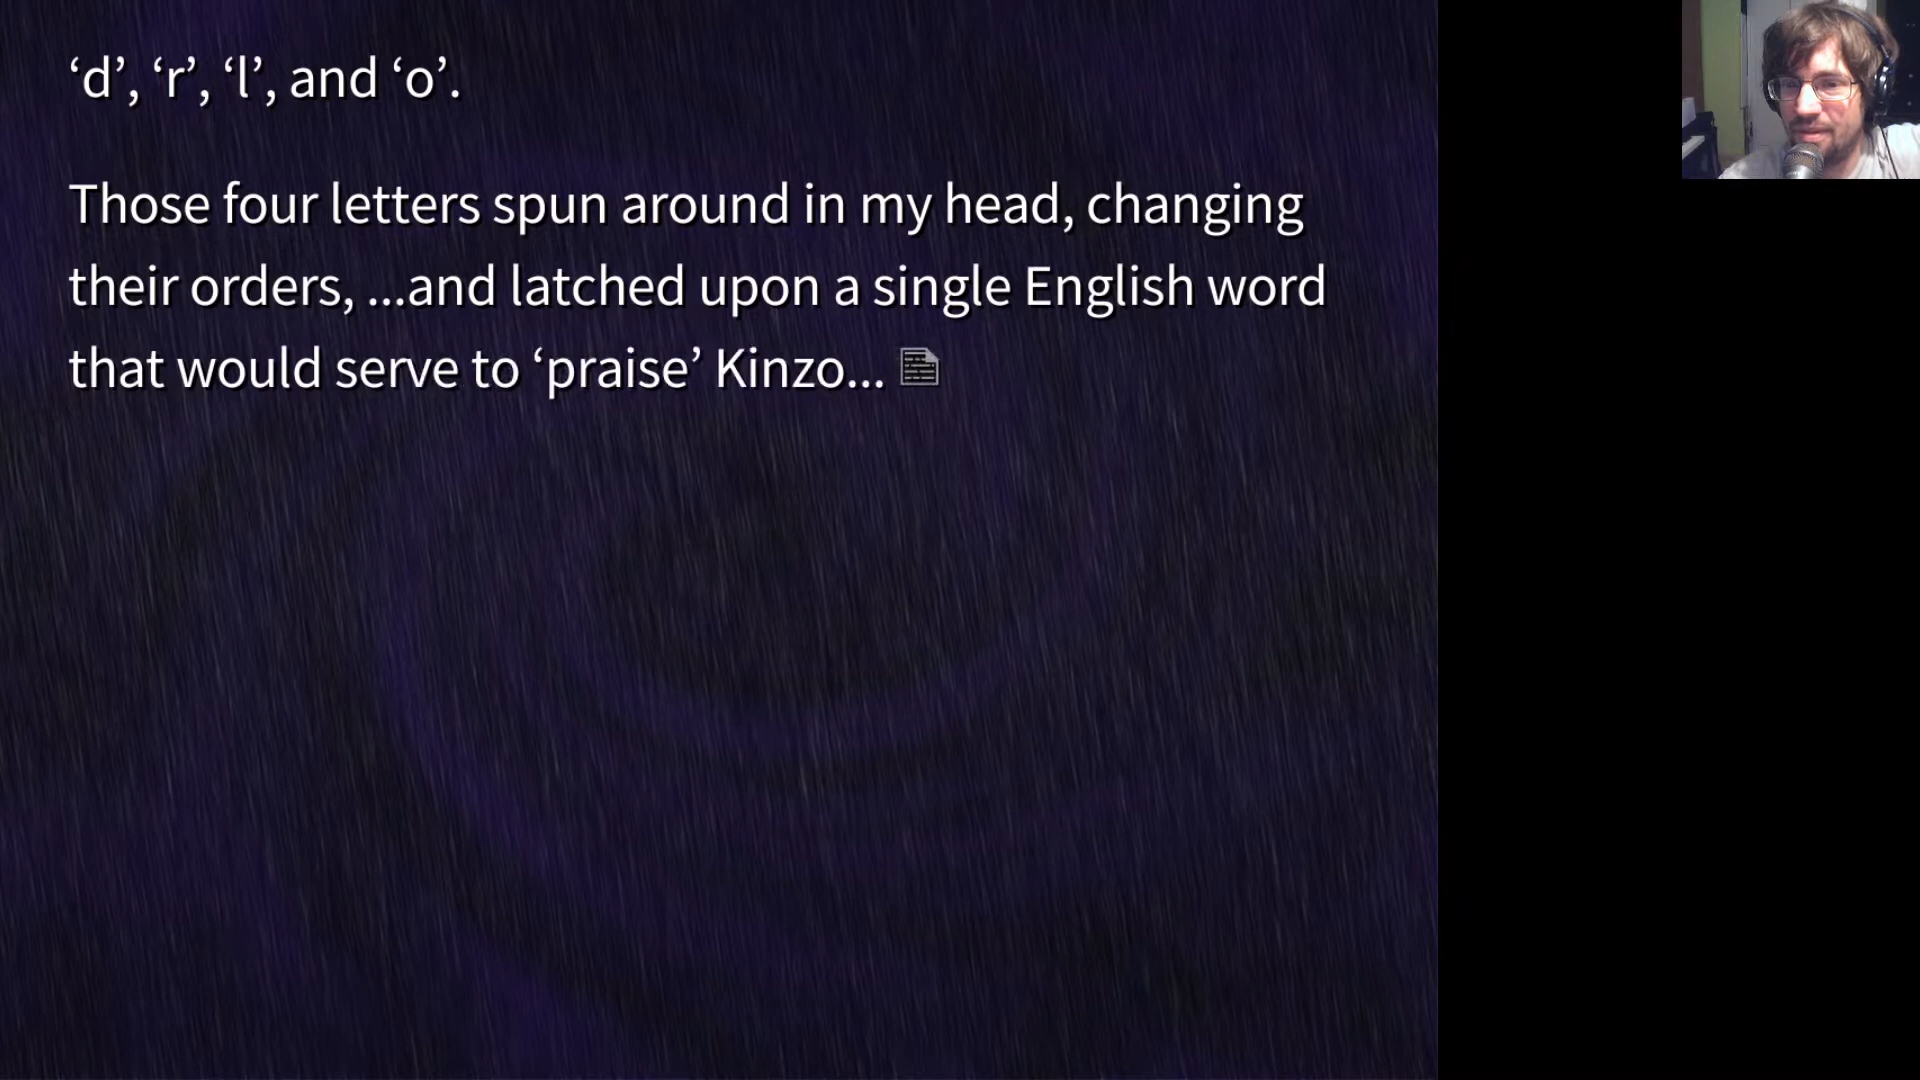 ‘d’, ‘r’, ‘l’, and ‘o’.
Those four letters spun around in my head, changing
their orders, ...and latched upon a single English word
that would serve to ‘praise’ Kinzo...